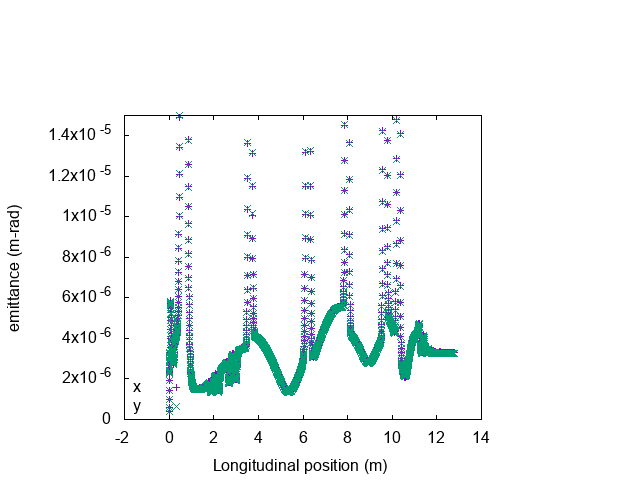 1.4x10⁻⁵
1.2x10⁻⁵
1x10⁻⁵
8x10⁻⁶
6x10⁻⁶
4x10⁻⁶
2x10⁻⁶
0
emittance (m-rad)
x
y
-2 0 2 4 6 8 10 12 14
Longitudinal position (m)